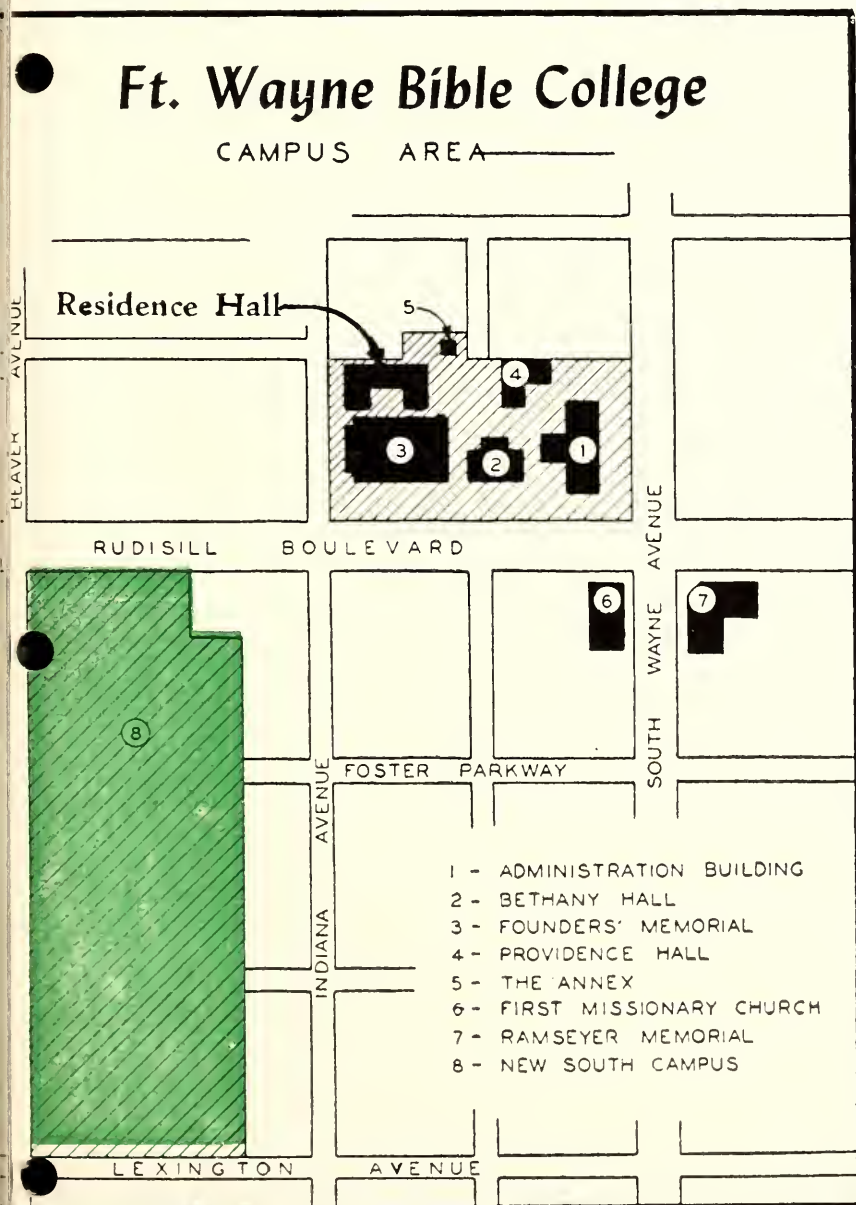 Ft. Wayne Bible College
CAMPUS AREA
Residence Hall
5
4
3
2
1
BEAVER AVENUE
RUDISILL BOULEVARD
SOUTH WAYNE AVENUE
6
7
8
FOSTER PARKWAY
INDIANA AVENUE
1 - ADMINISTRATION BUILDING
2 - BETHANY HALL
3 - FOUNDERS' MEMORIAL
4 - PROVIDENCE HALL
5 - THE ANNEX
6 - FIRST MISSIONARY CHURCH
7 - RAMSEYER MEMORIAL
8 - NEW SOUTH CAMPUS
LEXINGTON AVENUE